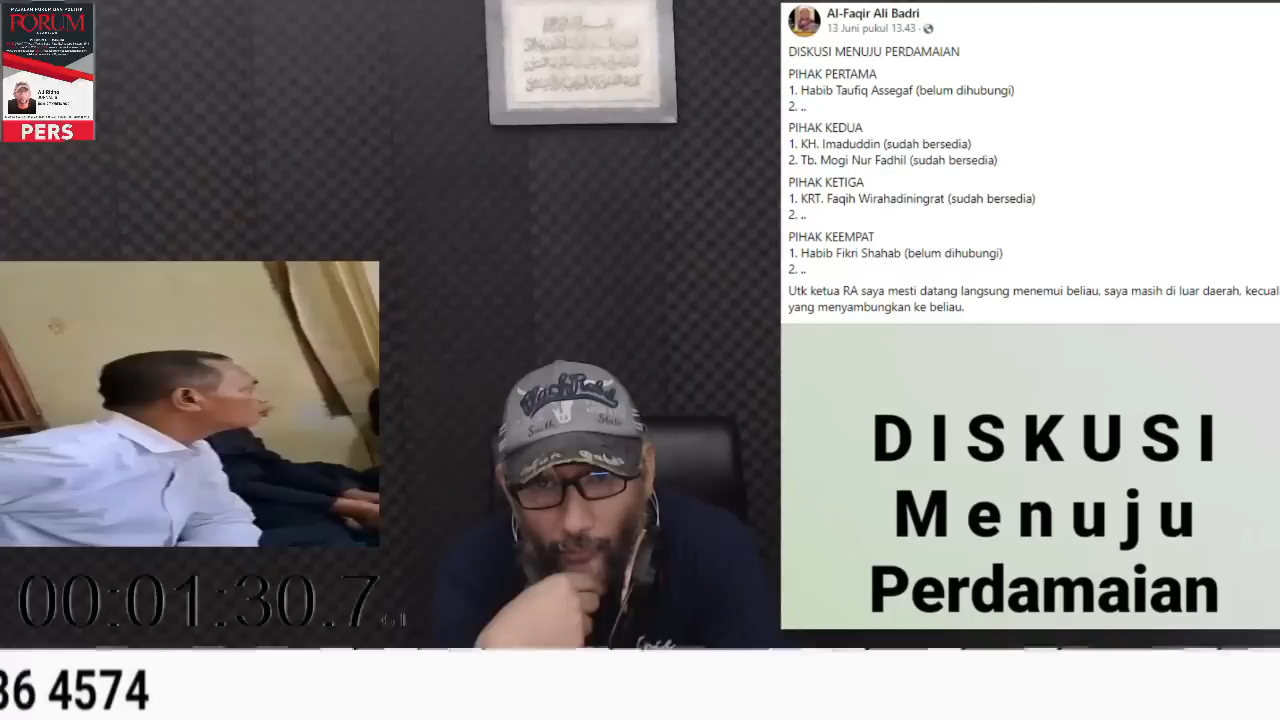 FORUM
PERS
Al-Faqir Ali Badri
13 Juni pukul 13.43 ·
DISKUSI MENUJU PERDAMAIAN
PIHAK PERTAMA
1. Habib Taufiq Assegaf (belum dihubungi)
2. ..
PIHAK KEDUA
1. KH. Imaduddin (sudah bersedia)
2. Tb. Mogi Nur Fadhil (sudah bersedia)
PIHAK KETIGA
1. KRT. Faqih Wirahadiningrat (sudah bersedia)
2. ..
PIHAK KEEMPAT
1. Habib Fikri Shahab (belum dihubungi)
2. ..
Utk ketua RA saya mesti datang langsung menemui beliau, saya masih di luar daerah, kecual
yang menyambungkan ke beliau.
DISKUSI
Menuju
Perdamaian
South State
00:01:30.7
36 4574